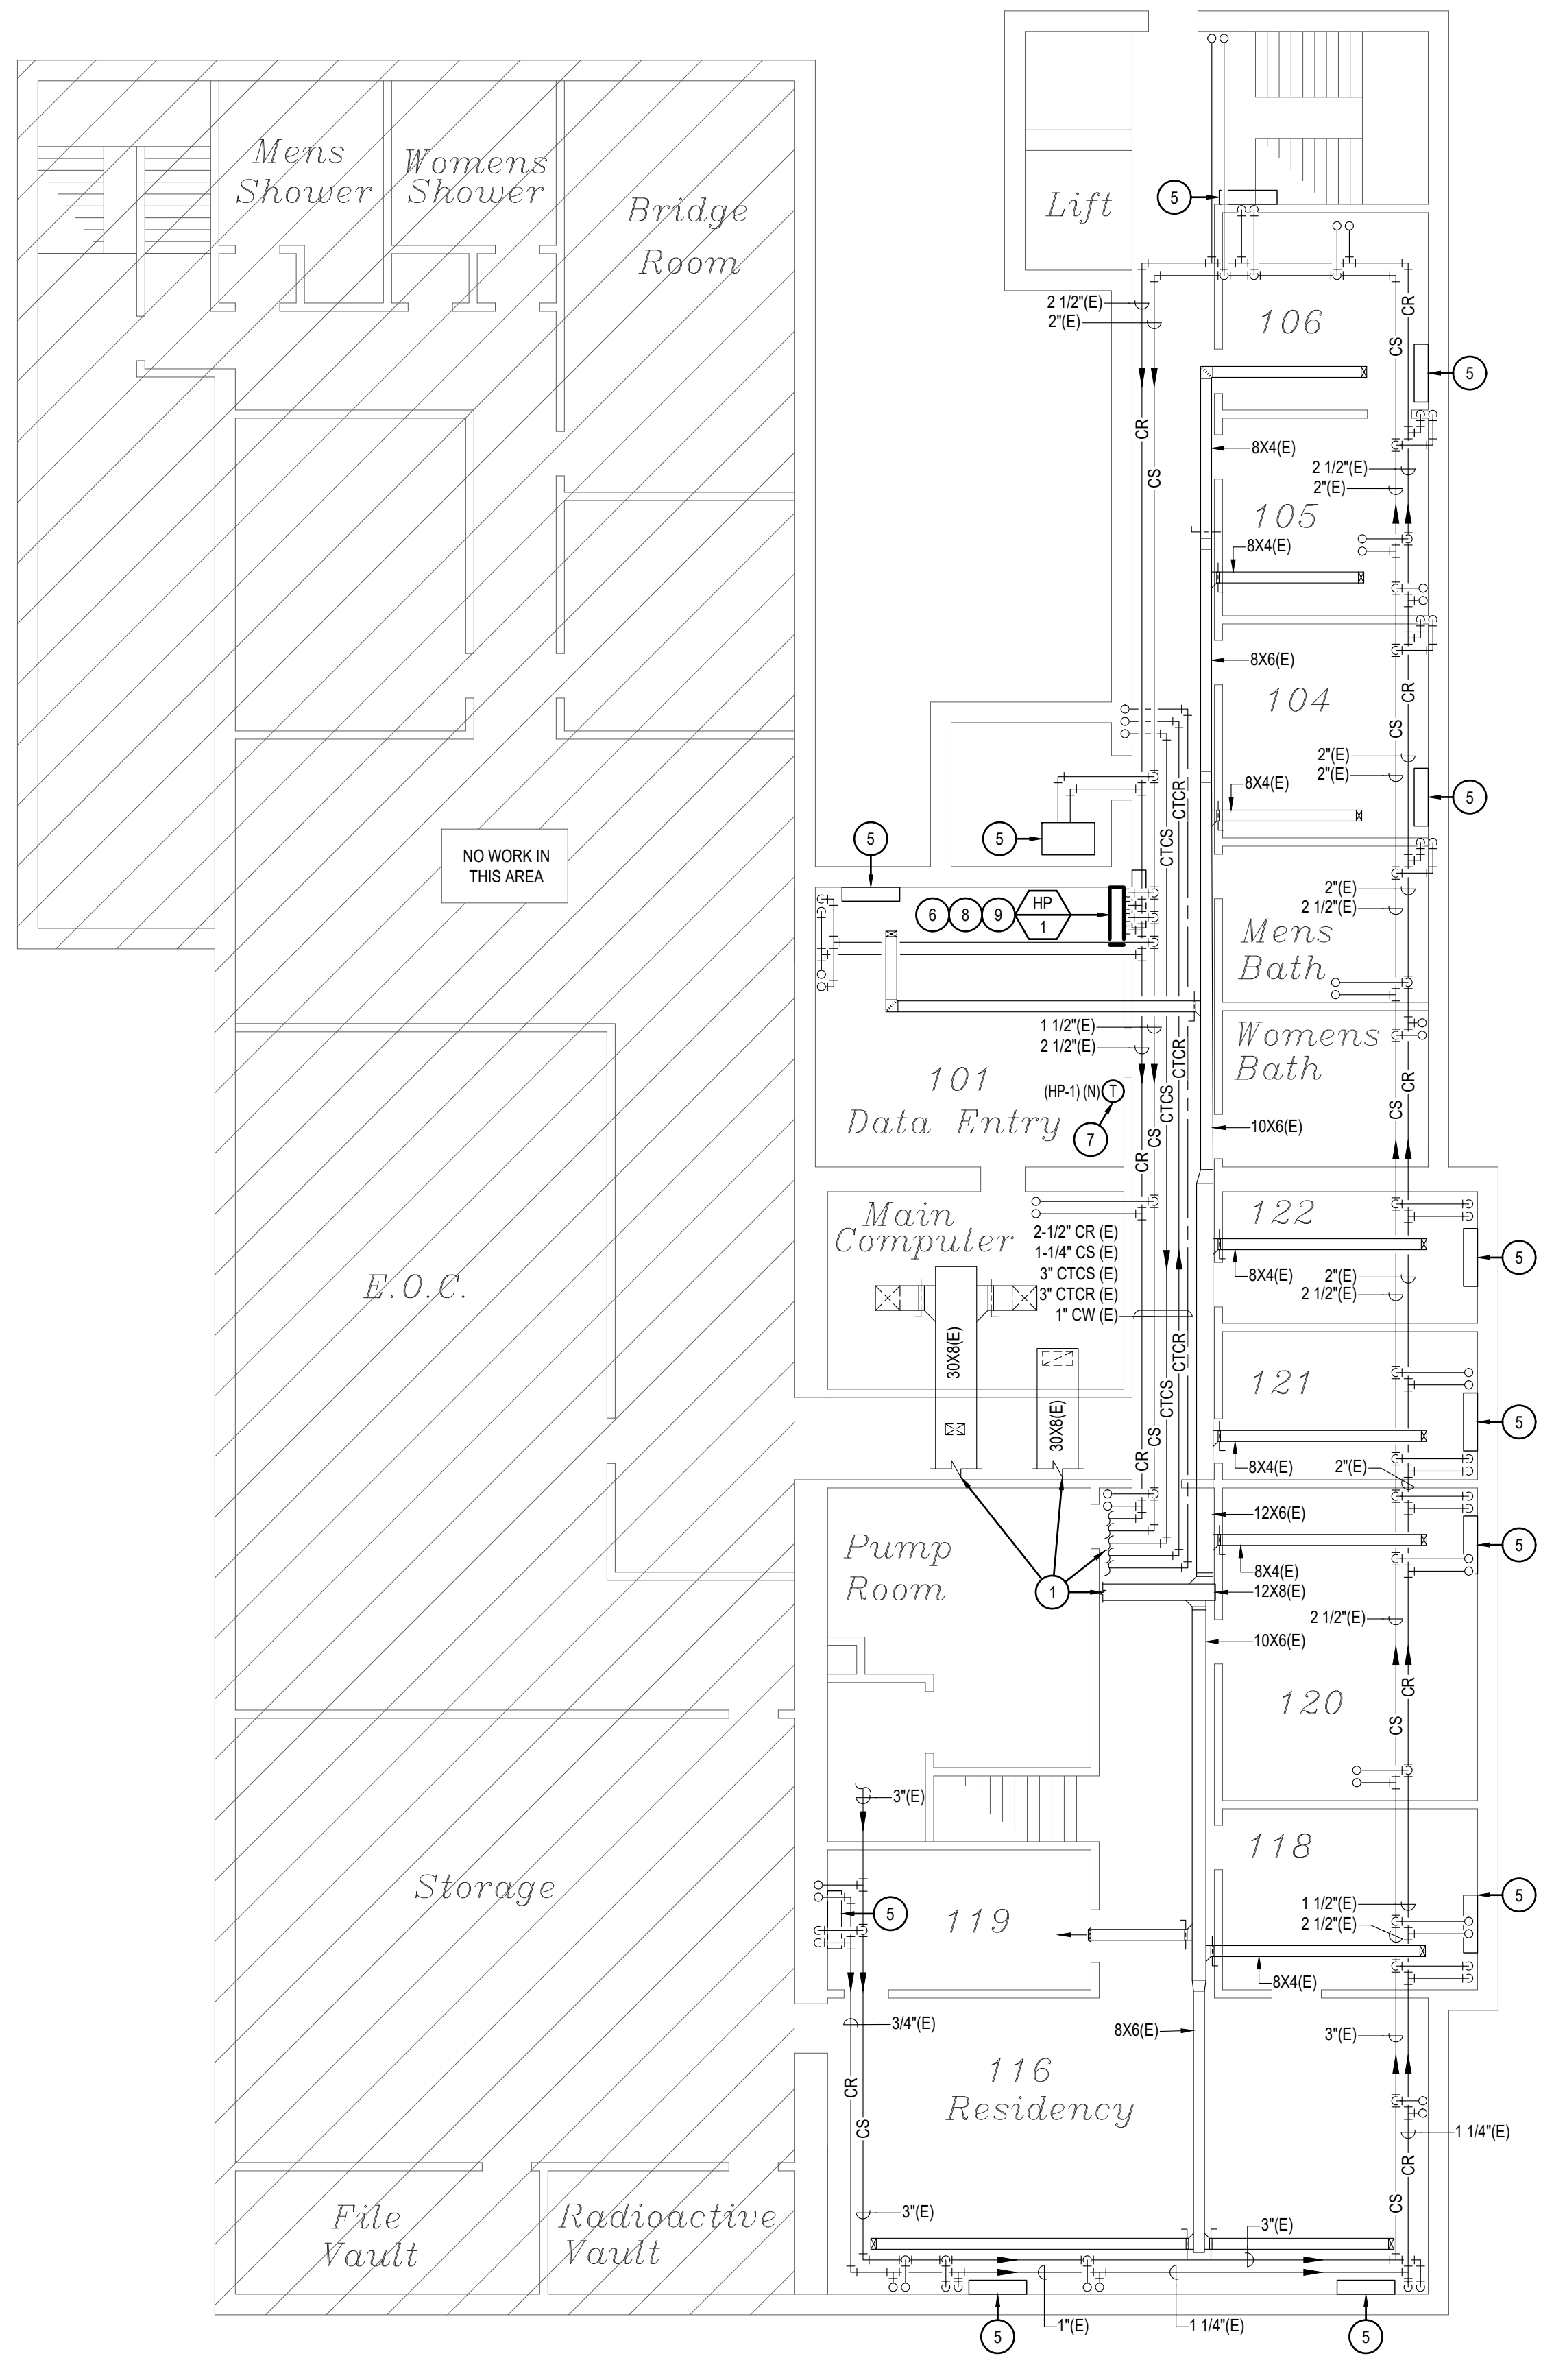 Mens
Shower
Womens
Shower
Bridge
Room
Lift
5
2 1/2"(E)
2"(E)
106
CR
CS
5
CR
CS
8X4(E)
2 1/2"(E)
2"(E)
105
8X4(E)
8X6(E)
104
CR
CS
2"(E)
2"(E)
8X4(E)
5
CTCR
CTCS
5
5
NO WORK IN
THIS AREA
6
8
9
HP
1
2"(E)
2 1/2"(E)
Mens
Bath
Womens
Bath
1 1/2"(E)
2 1/2"(E)
CTCR
CTCS
CR
CS
101
Data Entry
(HP-1) (N)
T
7
CS
CR
10X6(E)
Main
Computer
2-1/2" CR (E)
1-1/4" CS (E)
3" CTCS (E)
3" CTCR (E)
1" CW (E)
122
8X4(E)
2"(E)
2 1/2"(E)
5
E.O.C.
30X8(E)
30X8(E)
CTCR
CTCS
CS
CR
121
8X4(E)
2"(E)
5
Pump
Room
12X6(E)
8X4(E)
12X8(E)
5
1
10X6(E)
2 1/2"(E)
120
CR
CS
3"(E)
118
Storage
5
119
1 1/2"(E)
2 1/2"(E)
5
8X4(E)
3/4"(E)
8X6(E)
3"(E)
116
Residency
CR
CS
1 1/4"(E)
CR
CS
File
Vault
Radioactive
Vault
3"(E)
3"(E)
1"(E)
1 1/4"(E)
5
5